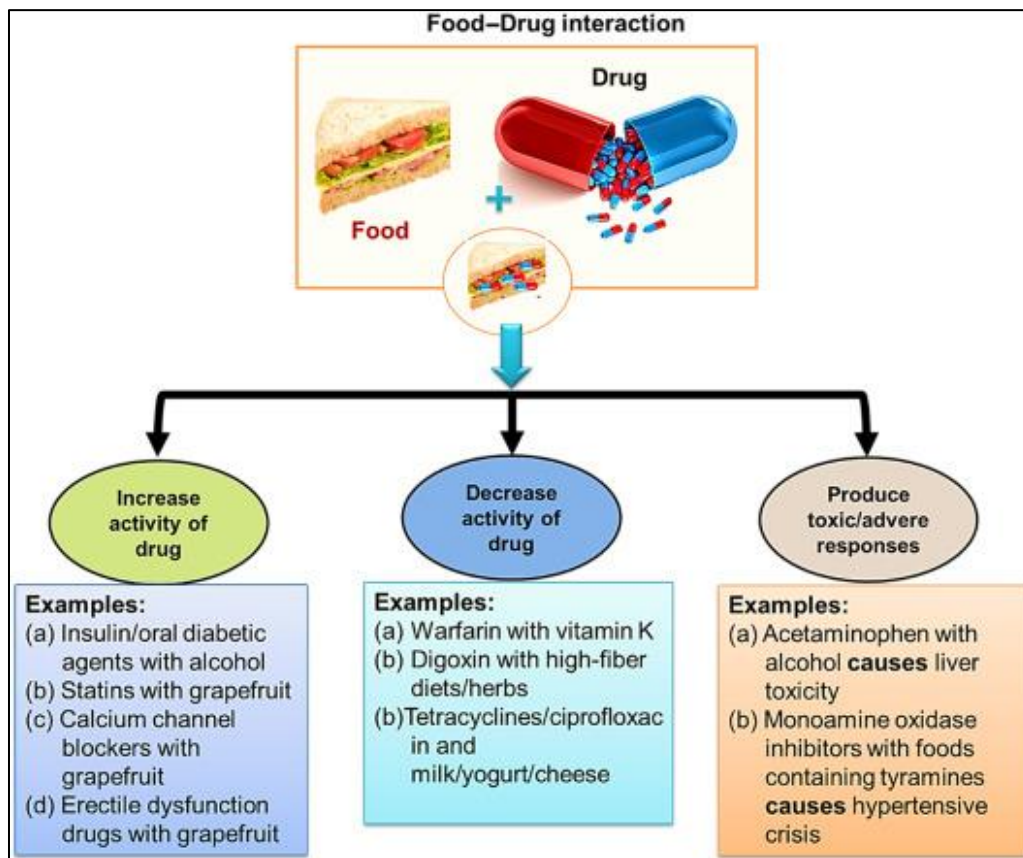 Food–Drug interaction
Drug
Food
+
Increase
activity of
drug
Decrease
activity of
drug
Produce
toxic/advere
responses
Examples:
(a) Insulin/oral diabetic
agents with alcohol
(b) Statins with grapefruit
(c) Calcium channel
blockers with
grapefruit
(d) Erectile dysfunction
drugs with grapefruit
Examples:
(a) Warfarin with vitamin K
(b) Digoxin with high-fiber
diets/herbs
(b)Tetracyclines/ciprofloxac
in and
milk/yogurt/cheese
Examples:
(a) Acetaminophen with
alcohol causes liver
toxicity
(b) Monoamine oxidase
inhibitors with foods
containing tyramines
causes hypertensive
crisis